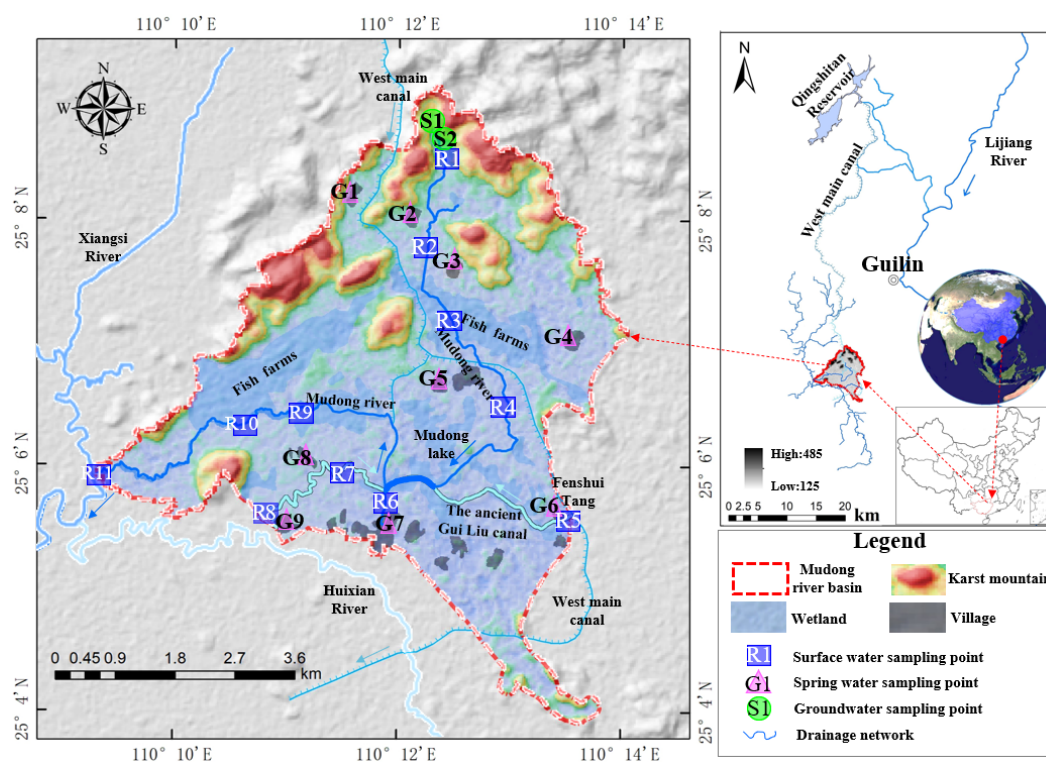 110° 10′E
110° 12′E
110° 14′E
N
W
E
S
West main
canal
S1
S2
R1
G1
G2
R2
G3
R3
Fish farms
Mudong river
G4
G5
R4
Fish farms
Mudong river
R9
R10
Mudong
lake
R11
G8
R7
R6
Fenshui
Tang
G6
R5
R8
G9
G7
The ancient
Gui Liu canal
Xiangsi
River
Huixian
River
West main
canal
0 0.45 0.9 1.8 2.7 3.6
km
25° 8′N
25° 6′N
25° 4′N
25° 8′N
25° 6′N
25° 4′N
110° 10′E
110° 12′E
110° 14′E
N
Qingshitan
Reservoir
Lijiang
River
West main canal
Guilin
High:485
Low:125
0 2.5 5 10 15 20
km
Legend
Mudong
river basin
Karst mountain
Wetland
Village
R1 Surface water sampling point
G1 Spring water sampling point
S1 Groundwater sampling point
Drainage network